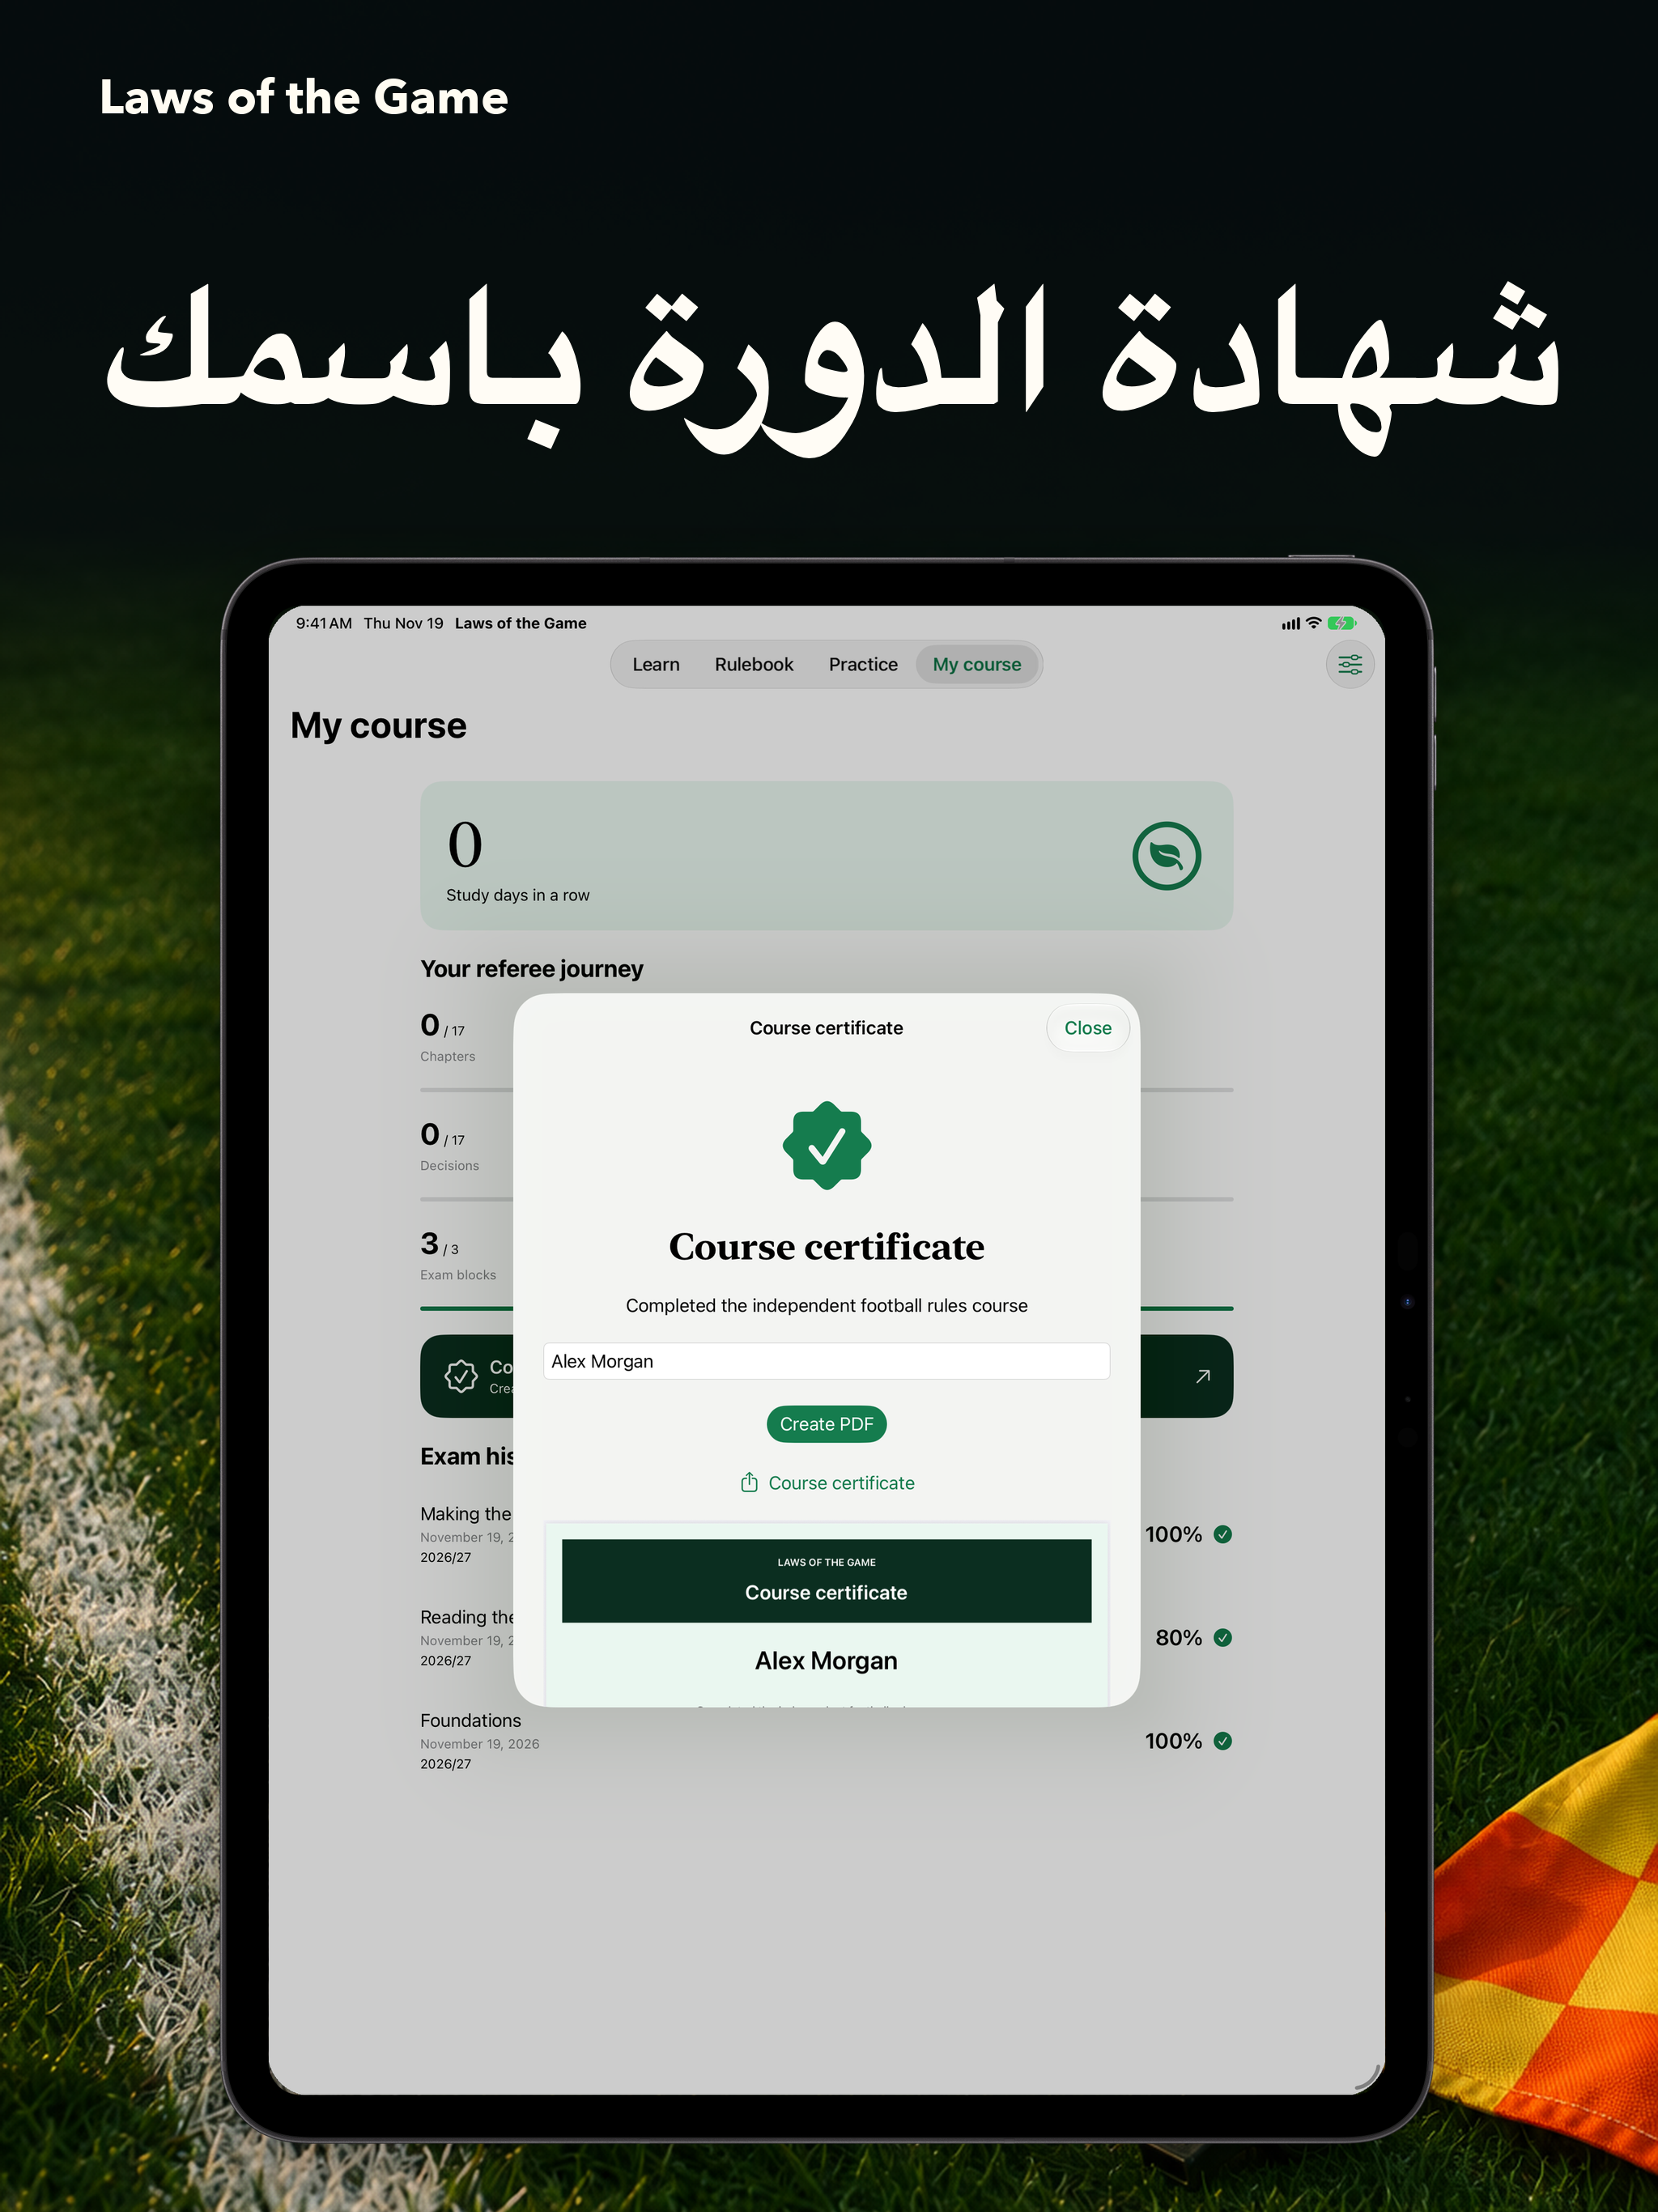 Laws of the Game
شهادة الدورة باسمك
9:41 AM Thu Nov 19 Laws of the Game
Learn Rulebook Practice My course
My course
0
Study days in a row
Your referee journey
0 / 17
Chapters
0 / 17
Decisions
3 / 3
Exam blocks
Course certificate Close
Course certificate
Completed the independent football rules course
Alex Morgan
Create PDF
Course certificate
LAWS OF THE GAME
Course certificate
Alex Morgan
Making the
November 19,
2026/27
100%
Reading the
November 19,
2026/27
80%
Foundations
November 19, 2026
2026/27
100%